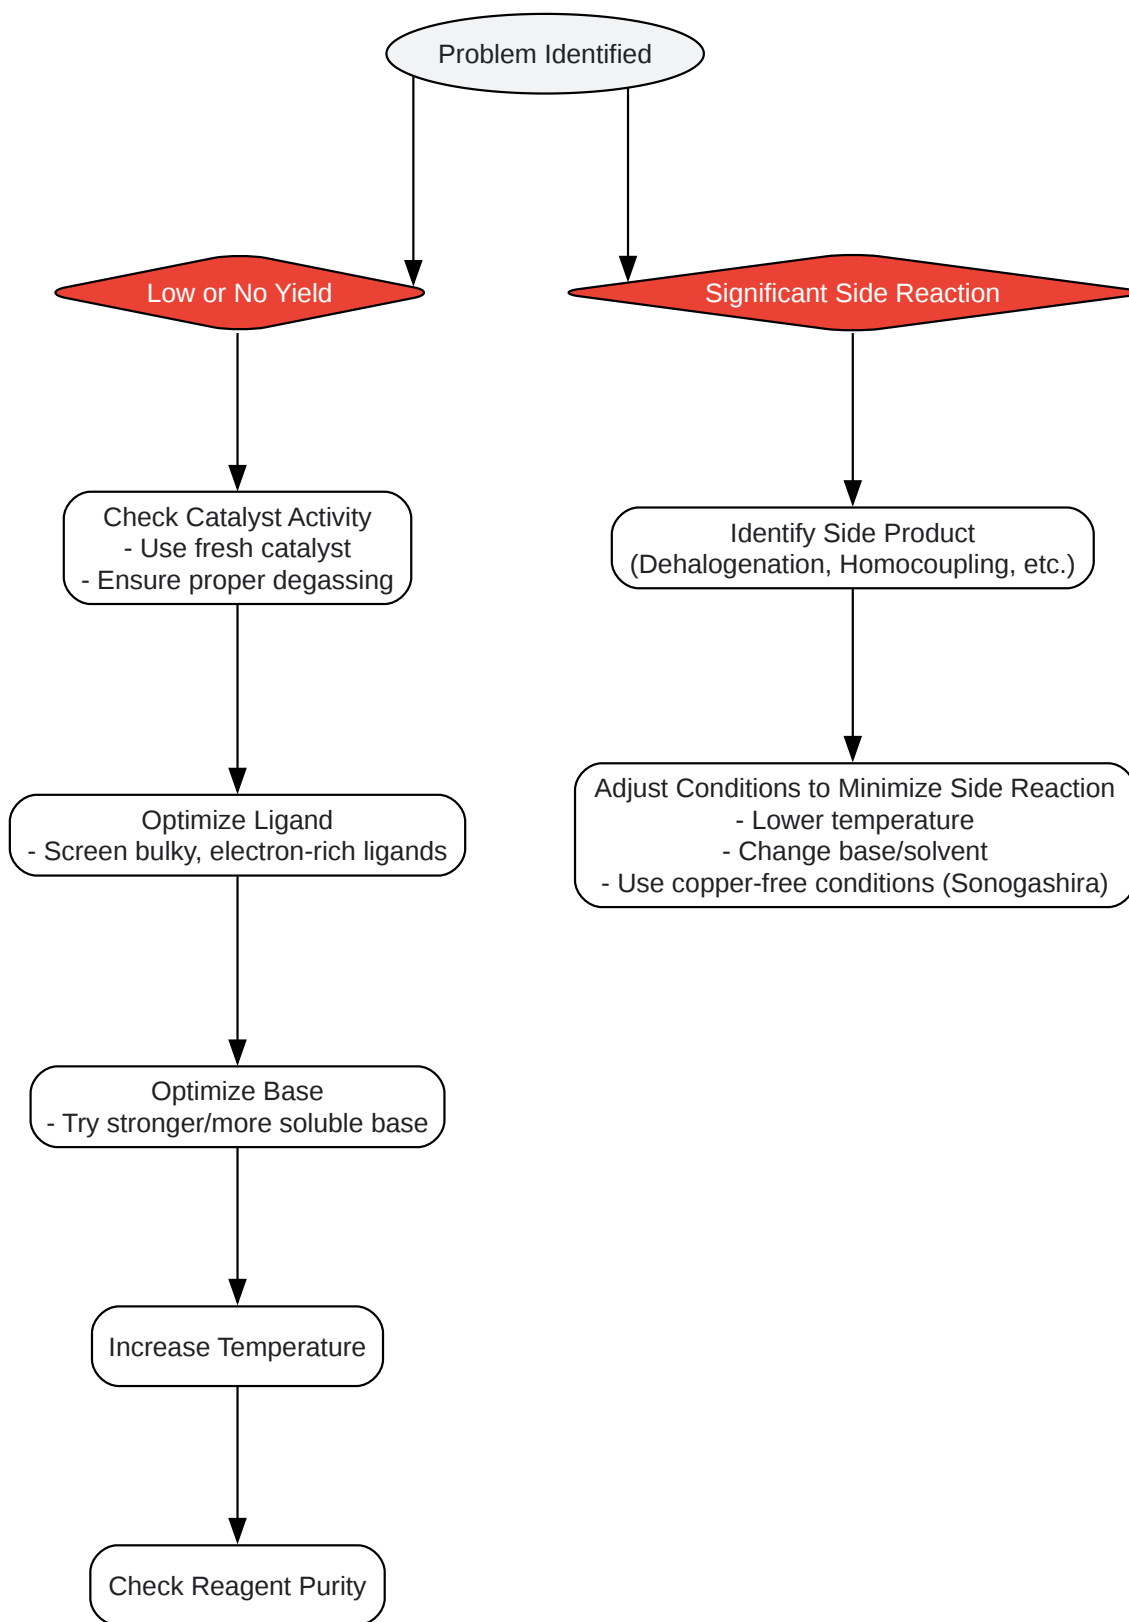 Problem Identified
Low or No Yield
Significant Side Reaction
Check Catalyst Activity
- Use fresh catalyst
- Ensure proper degassing
Identify Side Product
(Dehalogenation, Homocoupling, etc.)
Optimize Ligand
- Screen bulky, electron-rich ligands
Adjust Conditions to Minimize Side Reaction
- Lower temperature
- Change base/solvent
- Use copper-free conditions (Sonogashira)
Optimize Base
- Try stronger/more soluble base
Increase Temperature
Check Reagent Purity